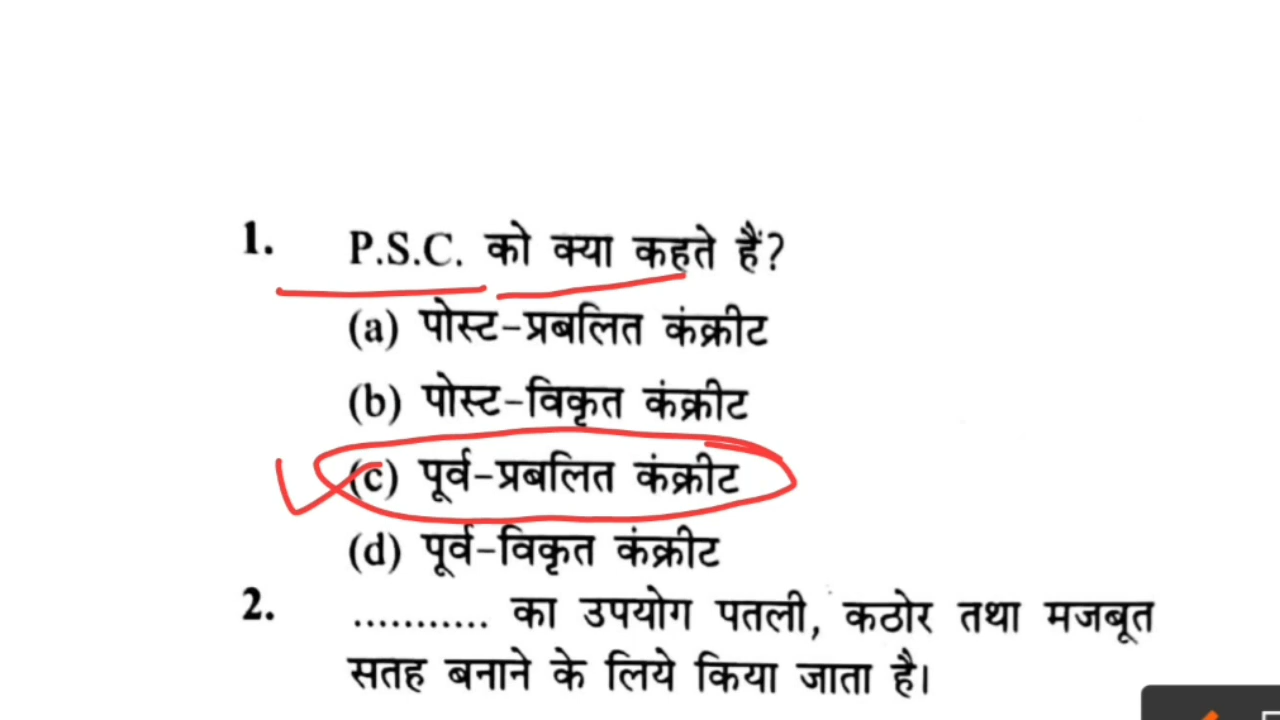 1. P.S.C. को क्या कहते हैं?
(a) पोस्ट-प्रबलित कंक्रीट
(b) पोस्ट-विकृत कंक्रीट
(c) पूर्व-प्रबलित कंक्रीट
(d) पूर्व-विकृत कंक्रीट
2. ........... का उपयोग पतली, कठोर तथा मजबूत
सतह बनाने के लिये किया जाता है।